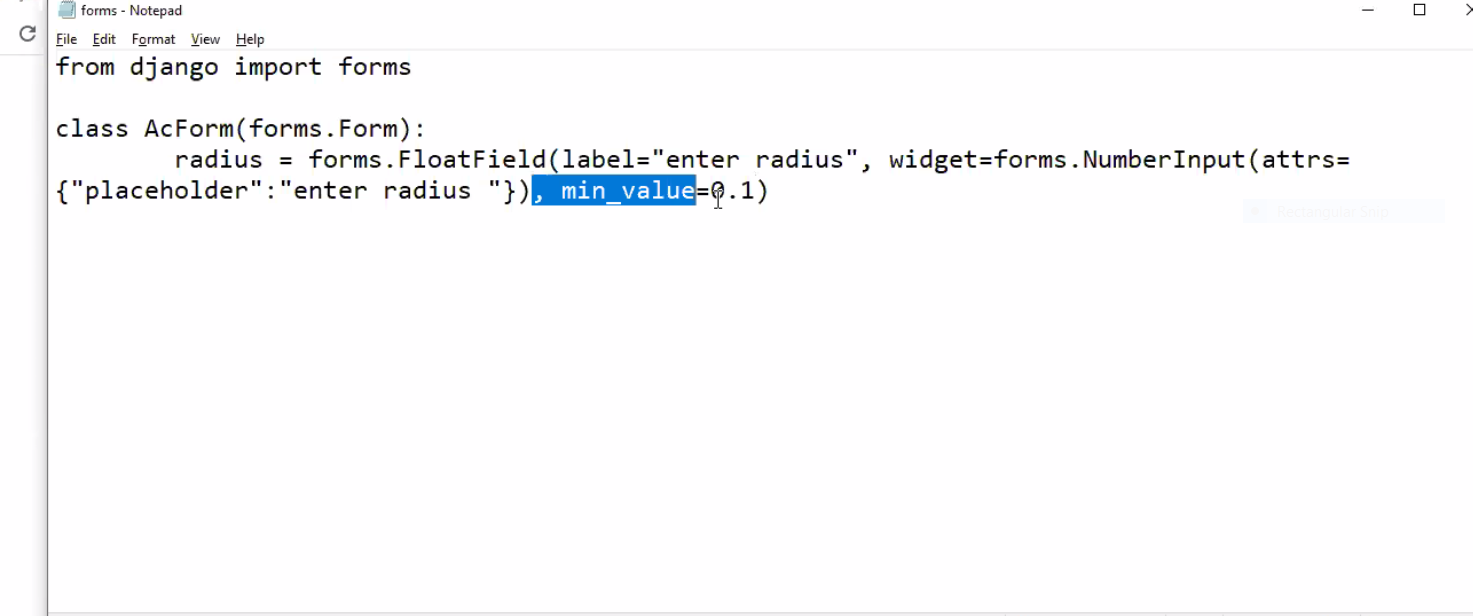 forms - Notepad
File Edit Format View Help
from django import forms
class AcForm(forms.Form):
radius = forms.FloatField(label="enter radius", widget=forms.NumberInput(attrs=
{"placeholder":"enter radius "}), min_value=0.1)
Rectangular Snip